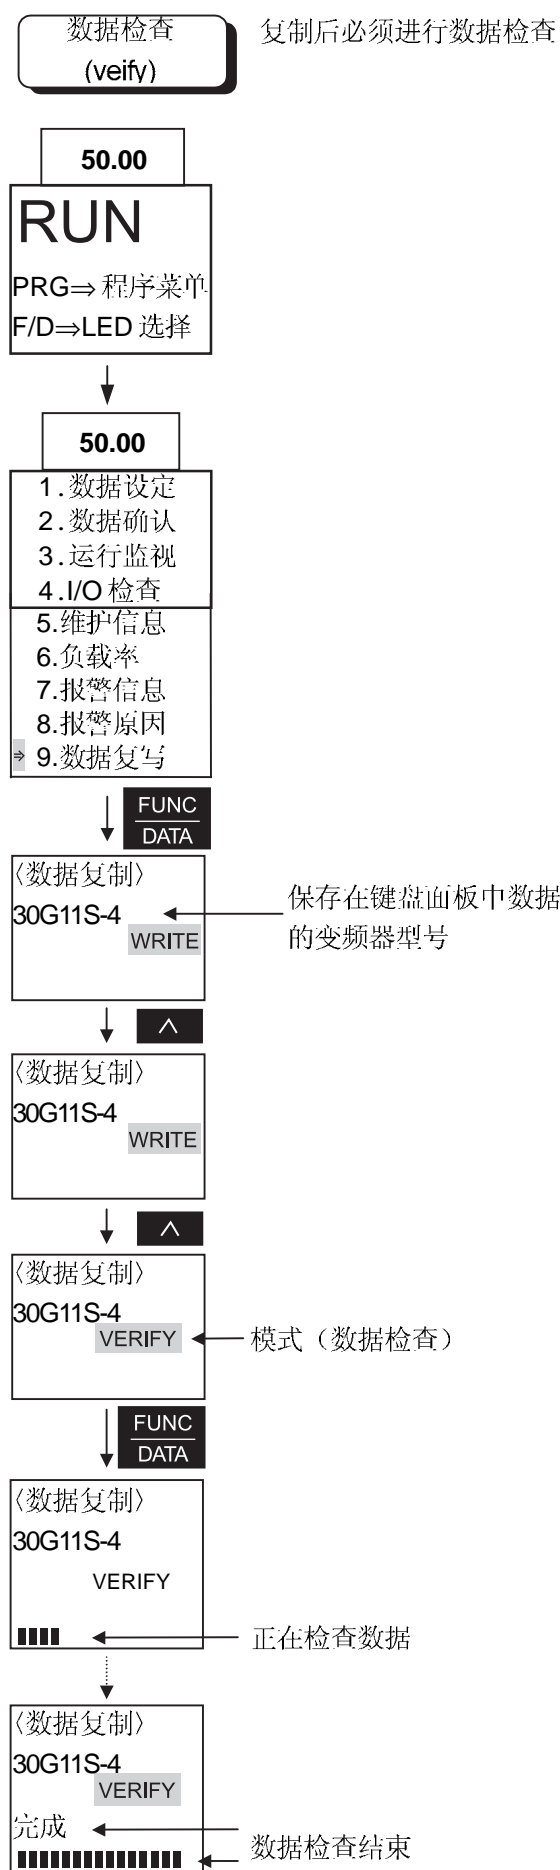 数据检查
(veify)
复制后必须进行数据检查
50.00
RUN
PRG⇒程序菜单
F/D⇒LED 选择
50.00
1.数据设定
2.数据确认
3.运行监视
4.I/O 检查
5.维护信息
6.负载率
7.报警信息
8.报警原因
⇒ 9.数据复写
FUNC
DATA
〈数据复制〉
30G11S-4
WRITE
保存在键盘面板中数据
的变频器型号
∧
〈数据复制〉
30G11S-4
WRITE
∧
〈数据复制〉
30G11S-4
VERIFY
模式（数据检查）
FUNC
DATA
〈数据复制〉
30G11S-4
VERIFY
正在检查数据
〈数据复制〉
30G11S-4
VERIFY
完成
数据检查结束